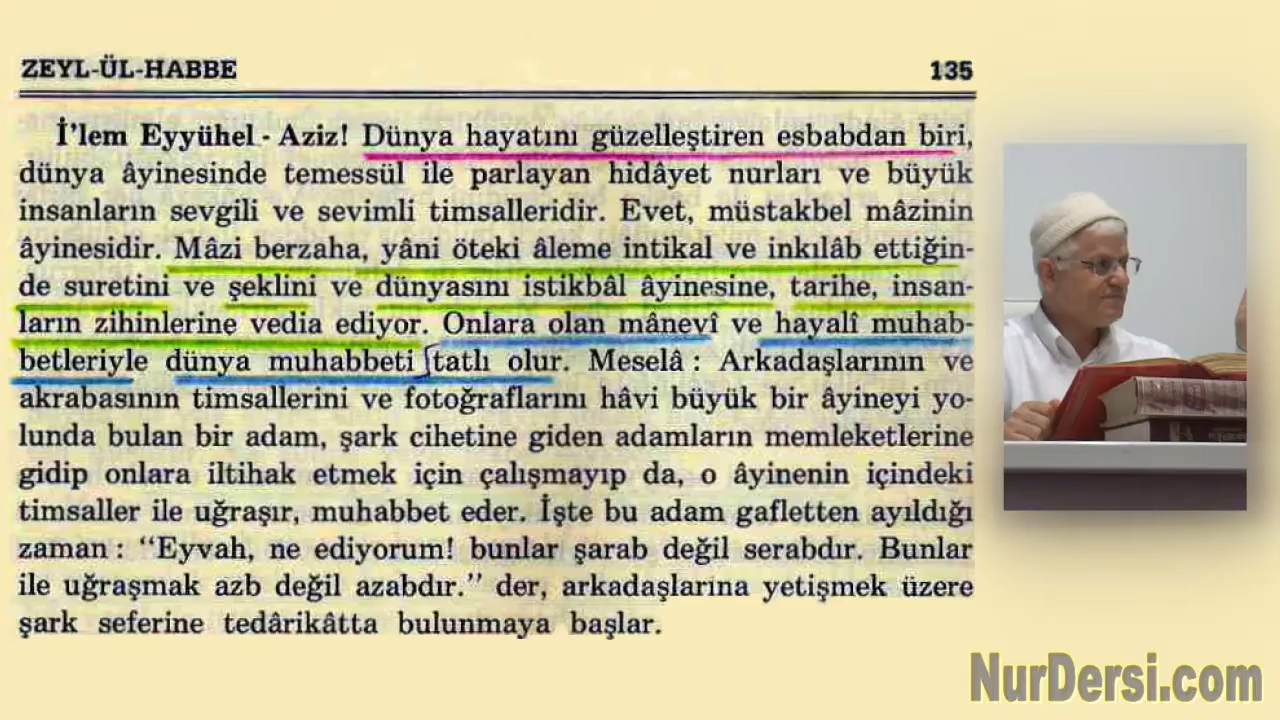 ZEYL-ÜL-HABBE 135
İ'lem Eyyühel - Aziz! Dünya hayatını güzelleştiren esbabdan biri,
dünya âyinesinde temessül ile parlayan hidâyet nurları ve büyük
insanların sevgili ve sevimli timsalleridir. Evet, müstakbel mâzinin
âyinesidir. Mâzi berzaha, yâni öteki âleme intikal ve inkılâb ettiğin-
de suretini ve şeklini ve dünyasını istikbâl âyinesine, tarihe, insan-
ların zihinlerine vedia ediyor. Onlara olan mânevî ve hayalî muhab-
betleriyle dünya muhabbeti tatlı olur. Meselâ : Arkadaşlarının ve
akrabasının timsallerini ve fotoğraflarını hâvi büyük bir âyineyi yo-
lunda bulan bir adam, şark cihetine giden adamların memleketlerine
gidip onlara iltihak etmek için çalışmayıp da, o âyinenin içindeki
timsaller ile uğraşır, muhabbet eder. İşte bu adam gafletten ayıldığı
zaman : “Eyvah, ne ediyorum! bunlar şarab değil serabdır. Bunlar
ile uğraşmak azb değil azabdır.” der, arkadaşlarına yetişmek üzere
şark seferine tedârikâtta bulunmaya başlar.
NurDersi.com